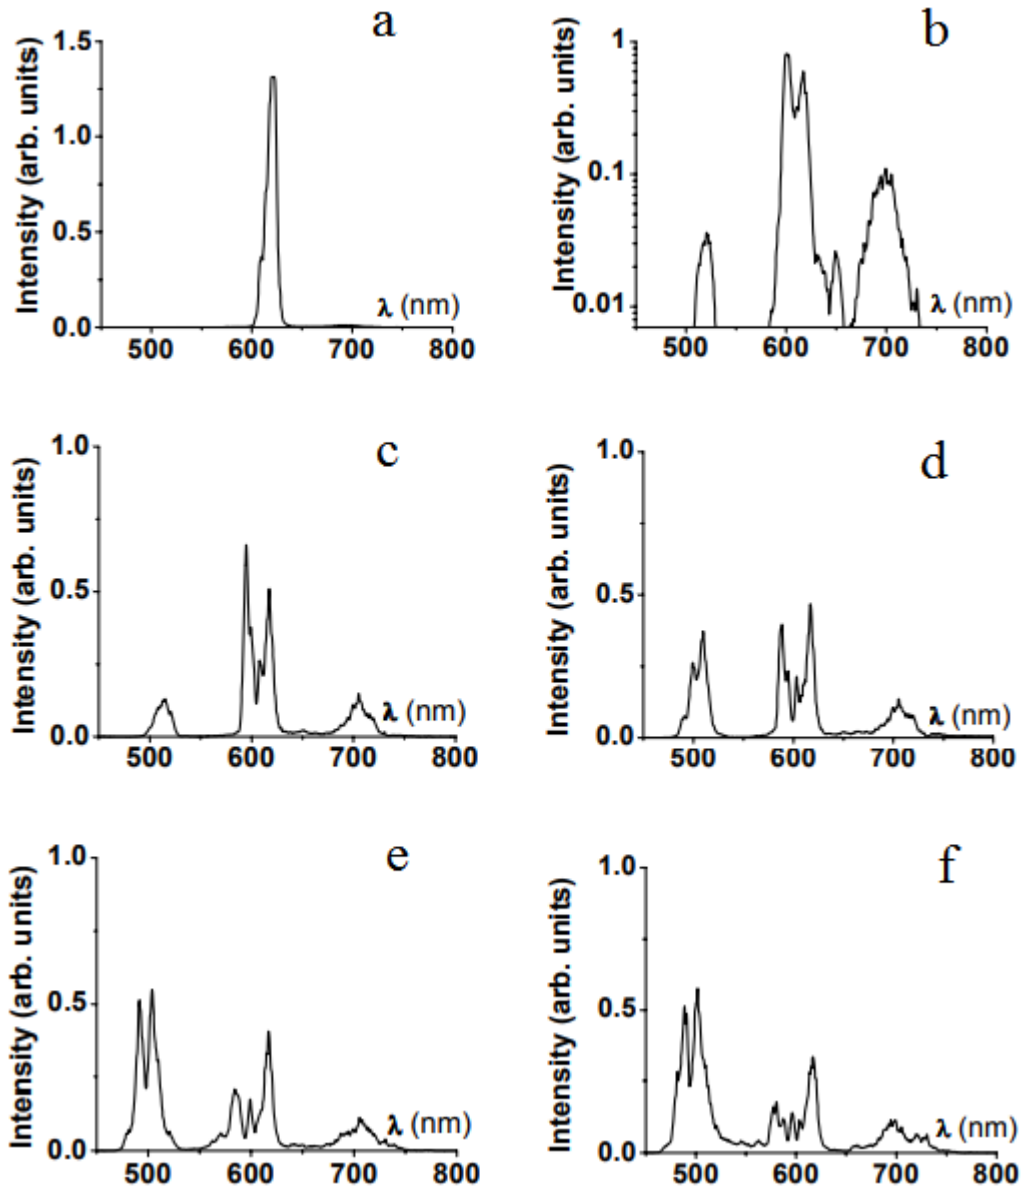 a
Intensity (arb. units)
1.5
1.0
0.5
0.0
λ (nm)
500 600 700 800
b
Intensity (arb. units)
1
0.1
0.01
λ (nm)
500 600 700 800
c
Intensity (arb. units)
1.0
0.5
0.0
λ (nm)
500 600 700 800
d
Intensity (arb. units)
1.0
0.5
0.0
λ (nm)
500 600 700 800
e
Intensity (arb. units)
1.0
0.5
0.0
λ (nm)
500 600 700 800
f
Intensity (arb. units)
1.0
0.5
0.0
λ (nm)
500 600 700 800